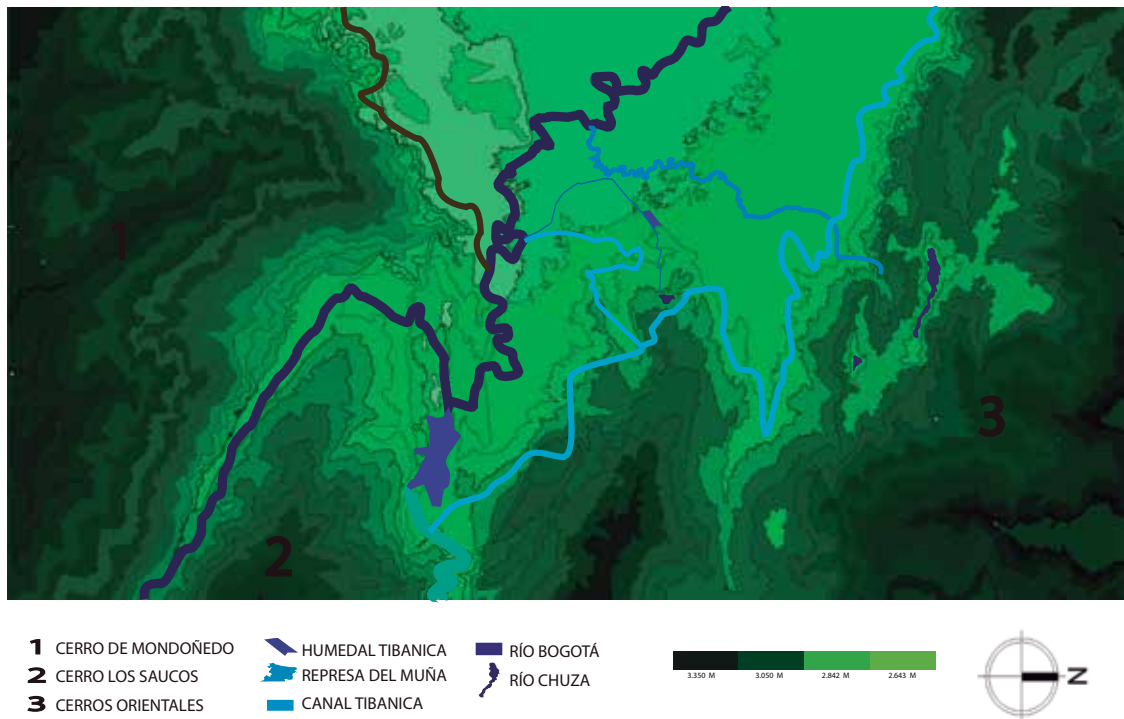 1
2
3
1 CERRO DE MONDOÑEDO
2 CERRO LOS SAUCOS
3 CERROS ORIENTALES
HUMEDAL TIBANICA
REPRESA DEL MUÑA
CANAL TIBANICA
RÍO BOGOTÁ
RÍO CHUZA
3.350 M 3.050 M 2.842 M 2.643 M
N